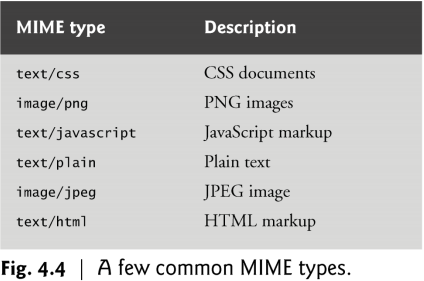 MIME type Description
text/css CSS documents
image/png PNG images
text/javascript JavaScript markup
text/plain Plain text
image/jpeg JPEG image
text/html HTML markup
Fig. 4.4 | A few common MIME types.